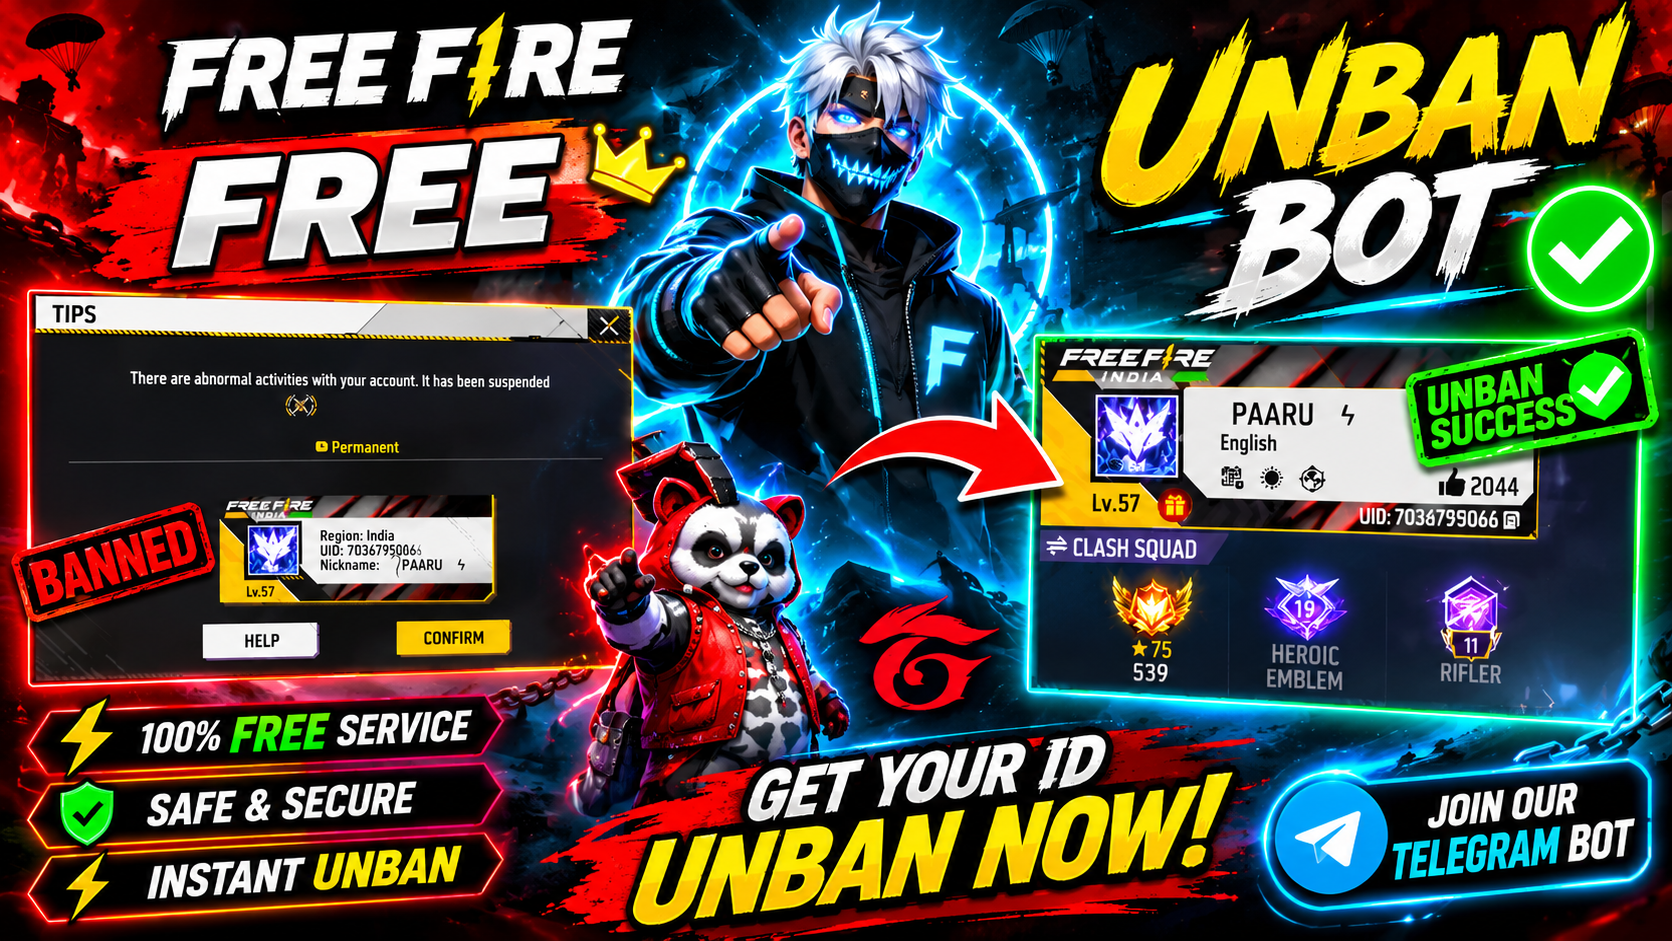 FREE FIRE
FREE
UNBAN
BOT
TIPS
There are abnormal activities with your account. It has been suspended
Permanent
FREE FIRE
INDIA
Region: India
UID: 7036795066
Nickname: PAARU
Lv.57
BANNED
HELP
CONFIRM
F
FREE FIRE
INDIA
PAARU
English
UNBAN
SUCCESS
Lv.57
2044
UID: 7036799066
CLASH SQUAD
75
539
19
HEROIC
EMBLEM
11
RIFLER
100% FREE SERVICE
SAFE & SECURE
INSTANT UNBAN
GET YOUR ID
UNBAN NOW!
JOIN OUR
TELEGRAM BOT